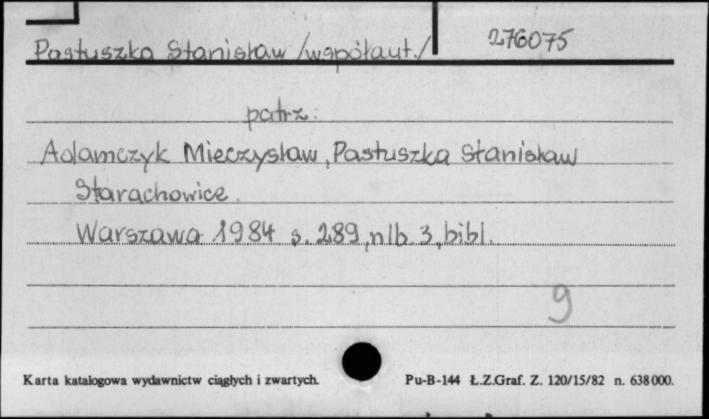 Pastuszka Stanisław /współaut./ 276075
patrz:
Adamczyk Mieczysław, Pastuszka Stanisław
Starachowice.
Warszawa 1984 s. 289, nlb. 3, bibl.
9
Karta katalogowa wydawnictw ciągłych i zwartych. Pu-B-144 Ł.Z.Graf. Z. 120/15/82 n. 638000.